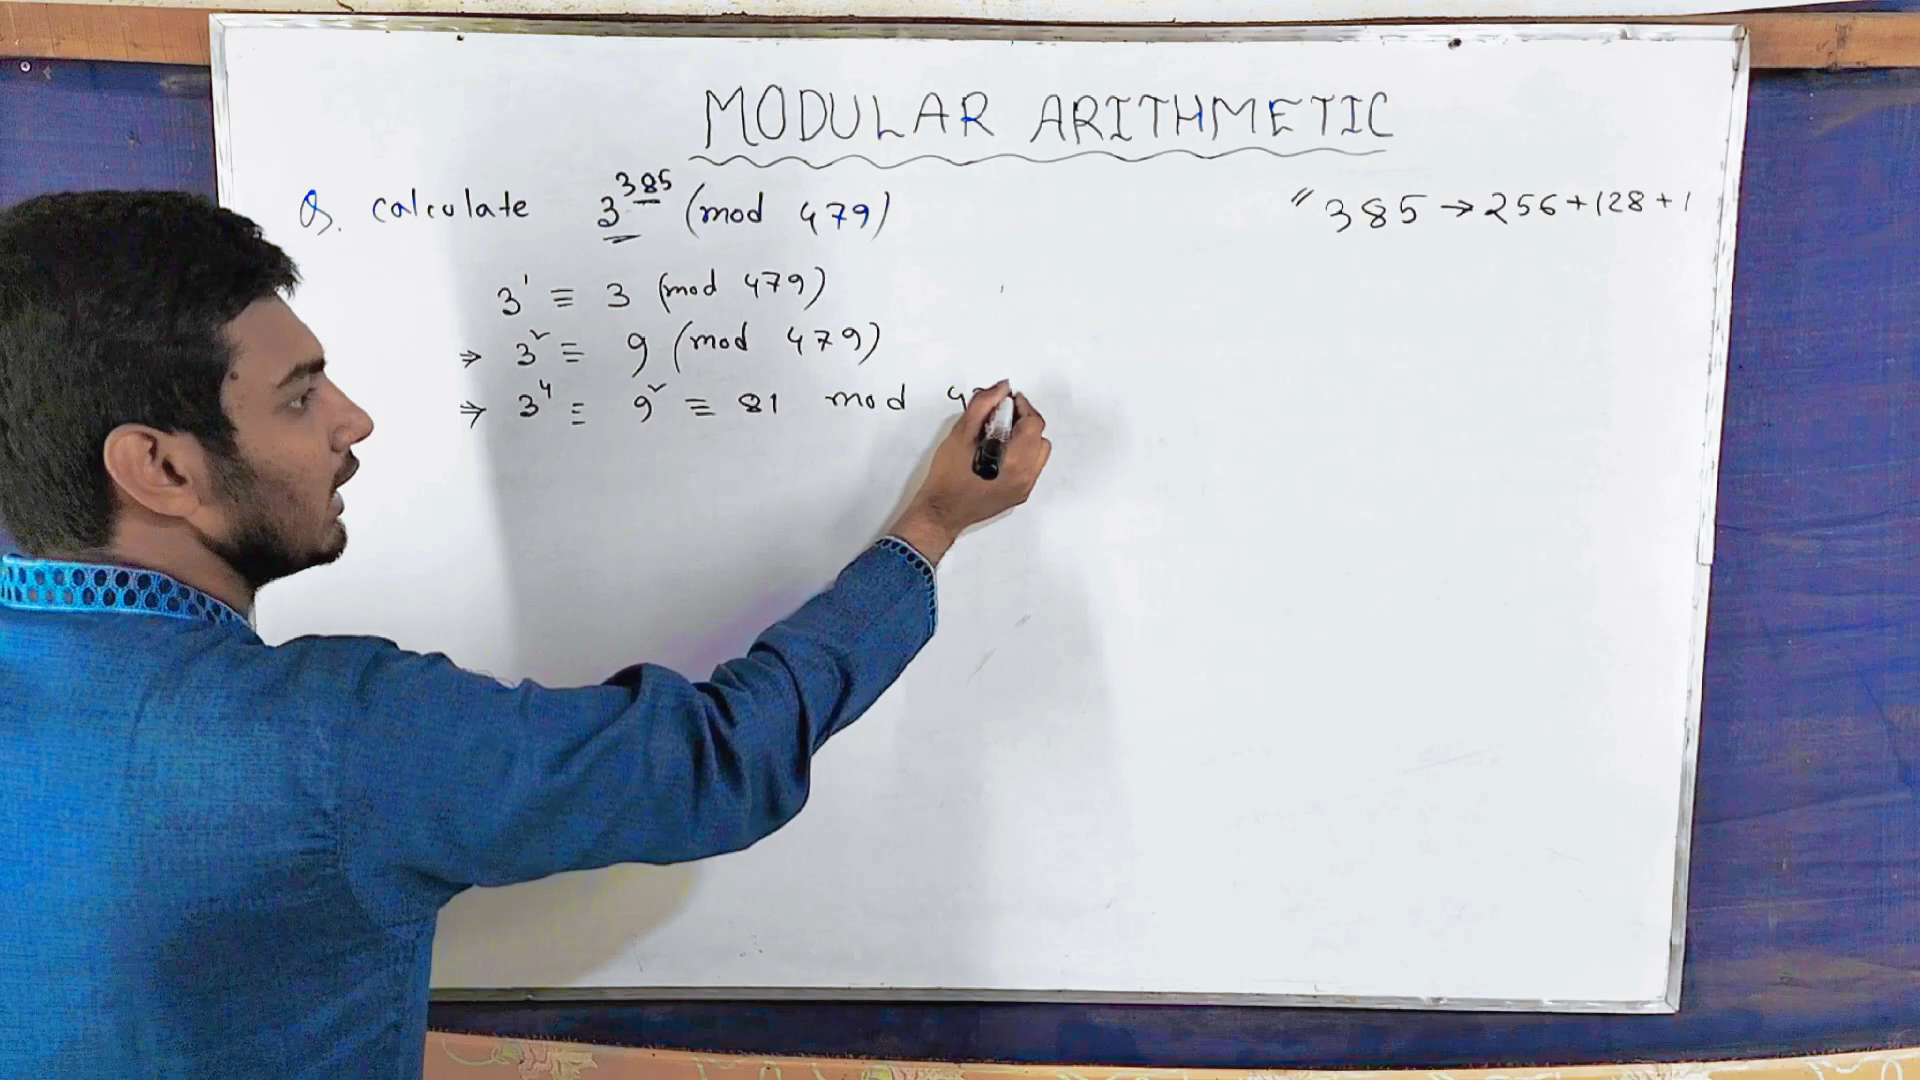 MODULAR ARITHMETIC
Q. calculate 3^385 (mod 479)
" 385 → 256+128+1
3^1 ≡ 3 (mod 479)
⇒ 3^2 ≡ 9 (mod 479)
⇒ 3^4 ≡ 9^2 ≡ 81 mod